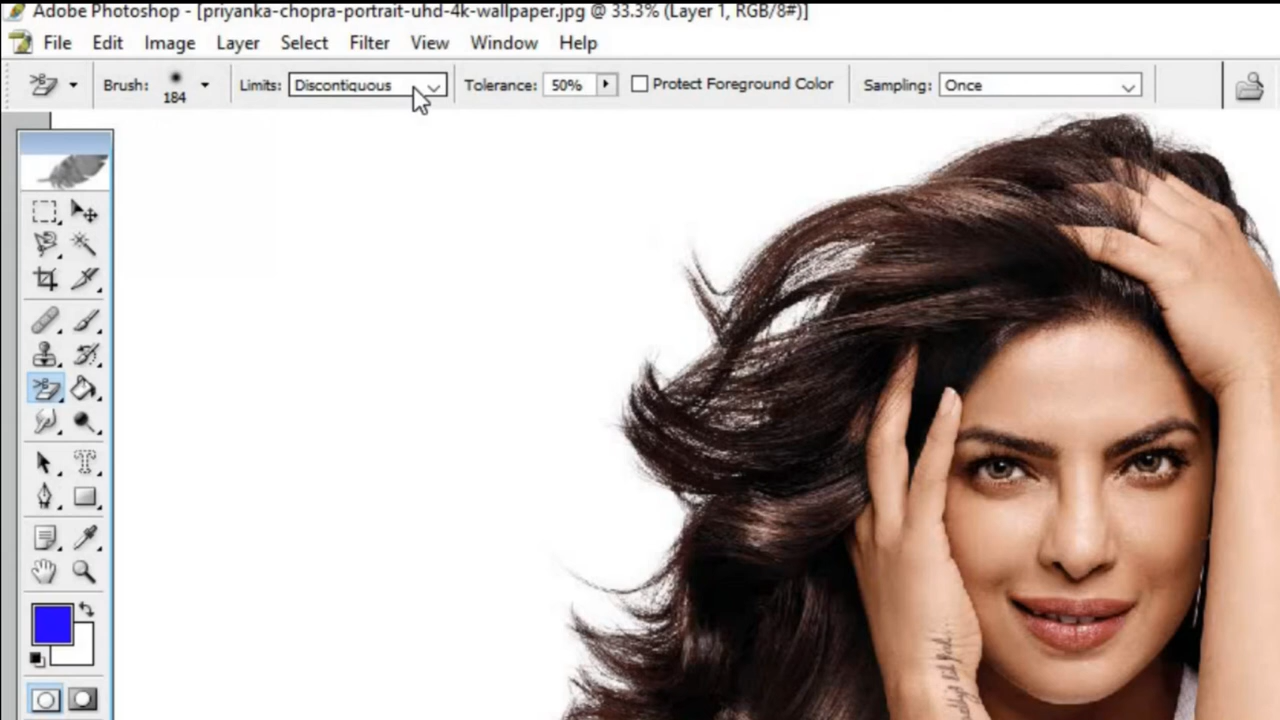 Adobe Photoshop - [priyanka-chopra-portrait-uhd-4k-wallpaper.jpg @ 33.3% (Layer 1, RGB/8#)]
File Edit Image Layer Select Filter View Window Help
Brush: 184 Limits: Discontiguous Tolerance: 50% Protect Foreground Color Sampling: Once